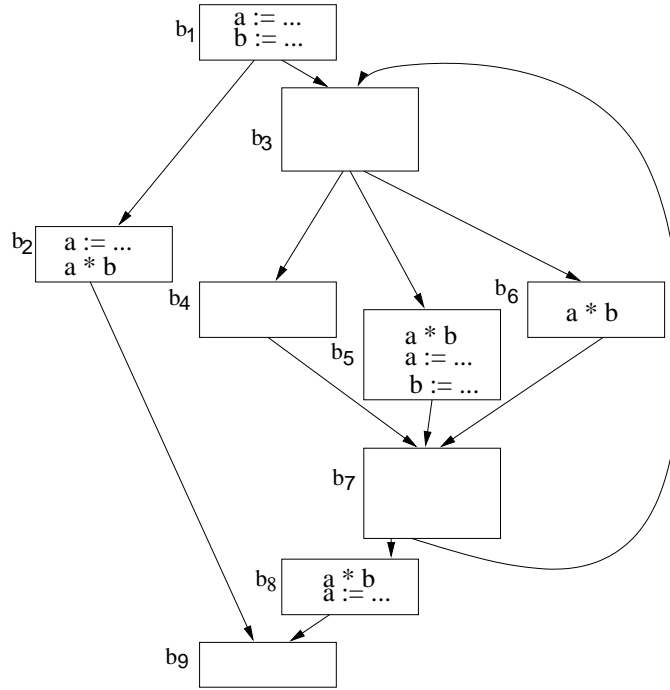 b1
a := ...
b := ...
b3
b2
a := ...
a * b
b4
b5
a * b
a := ...
b := ...
b6
a * b
b7
b8
a * b
a := ...
b9